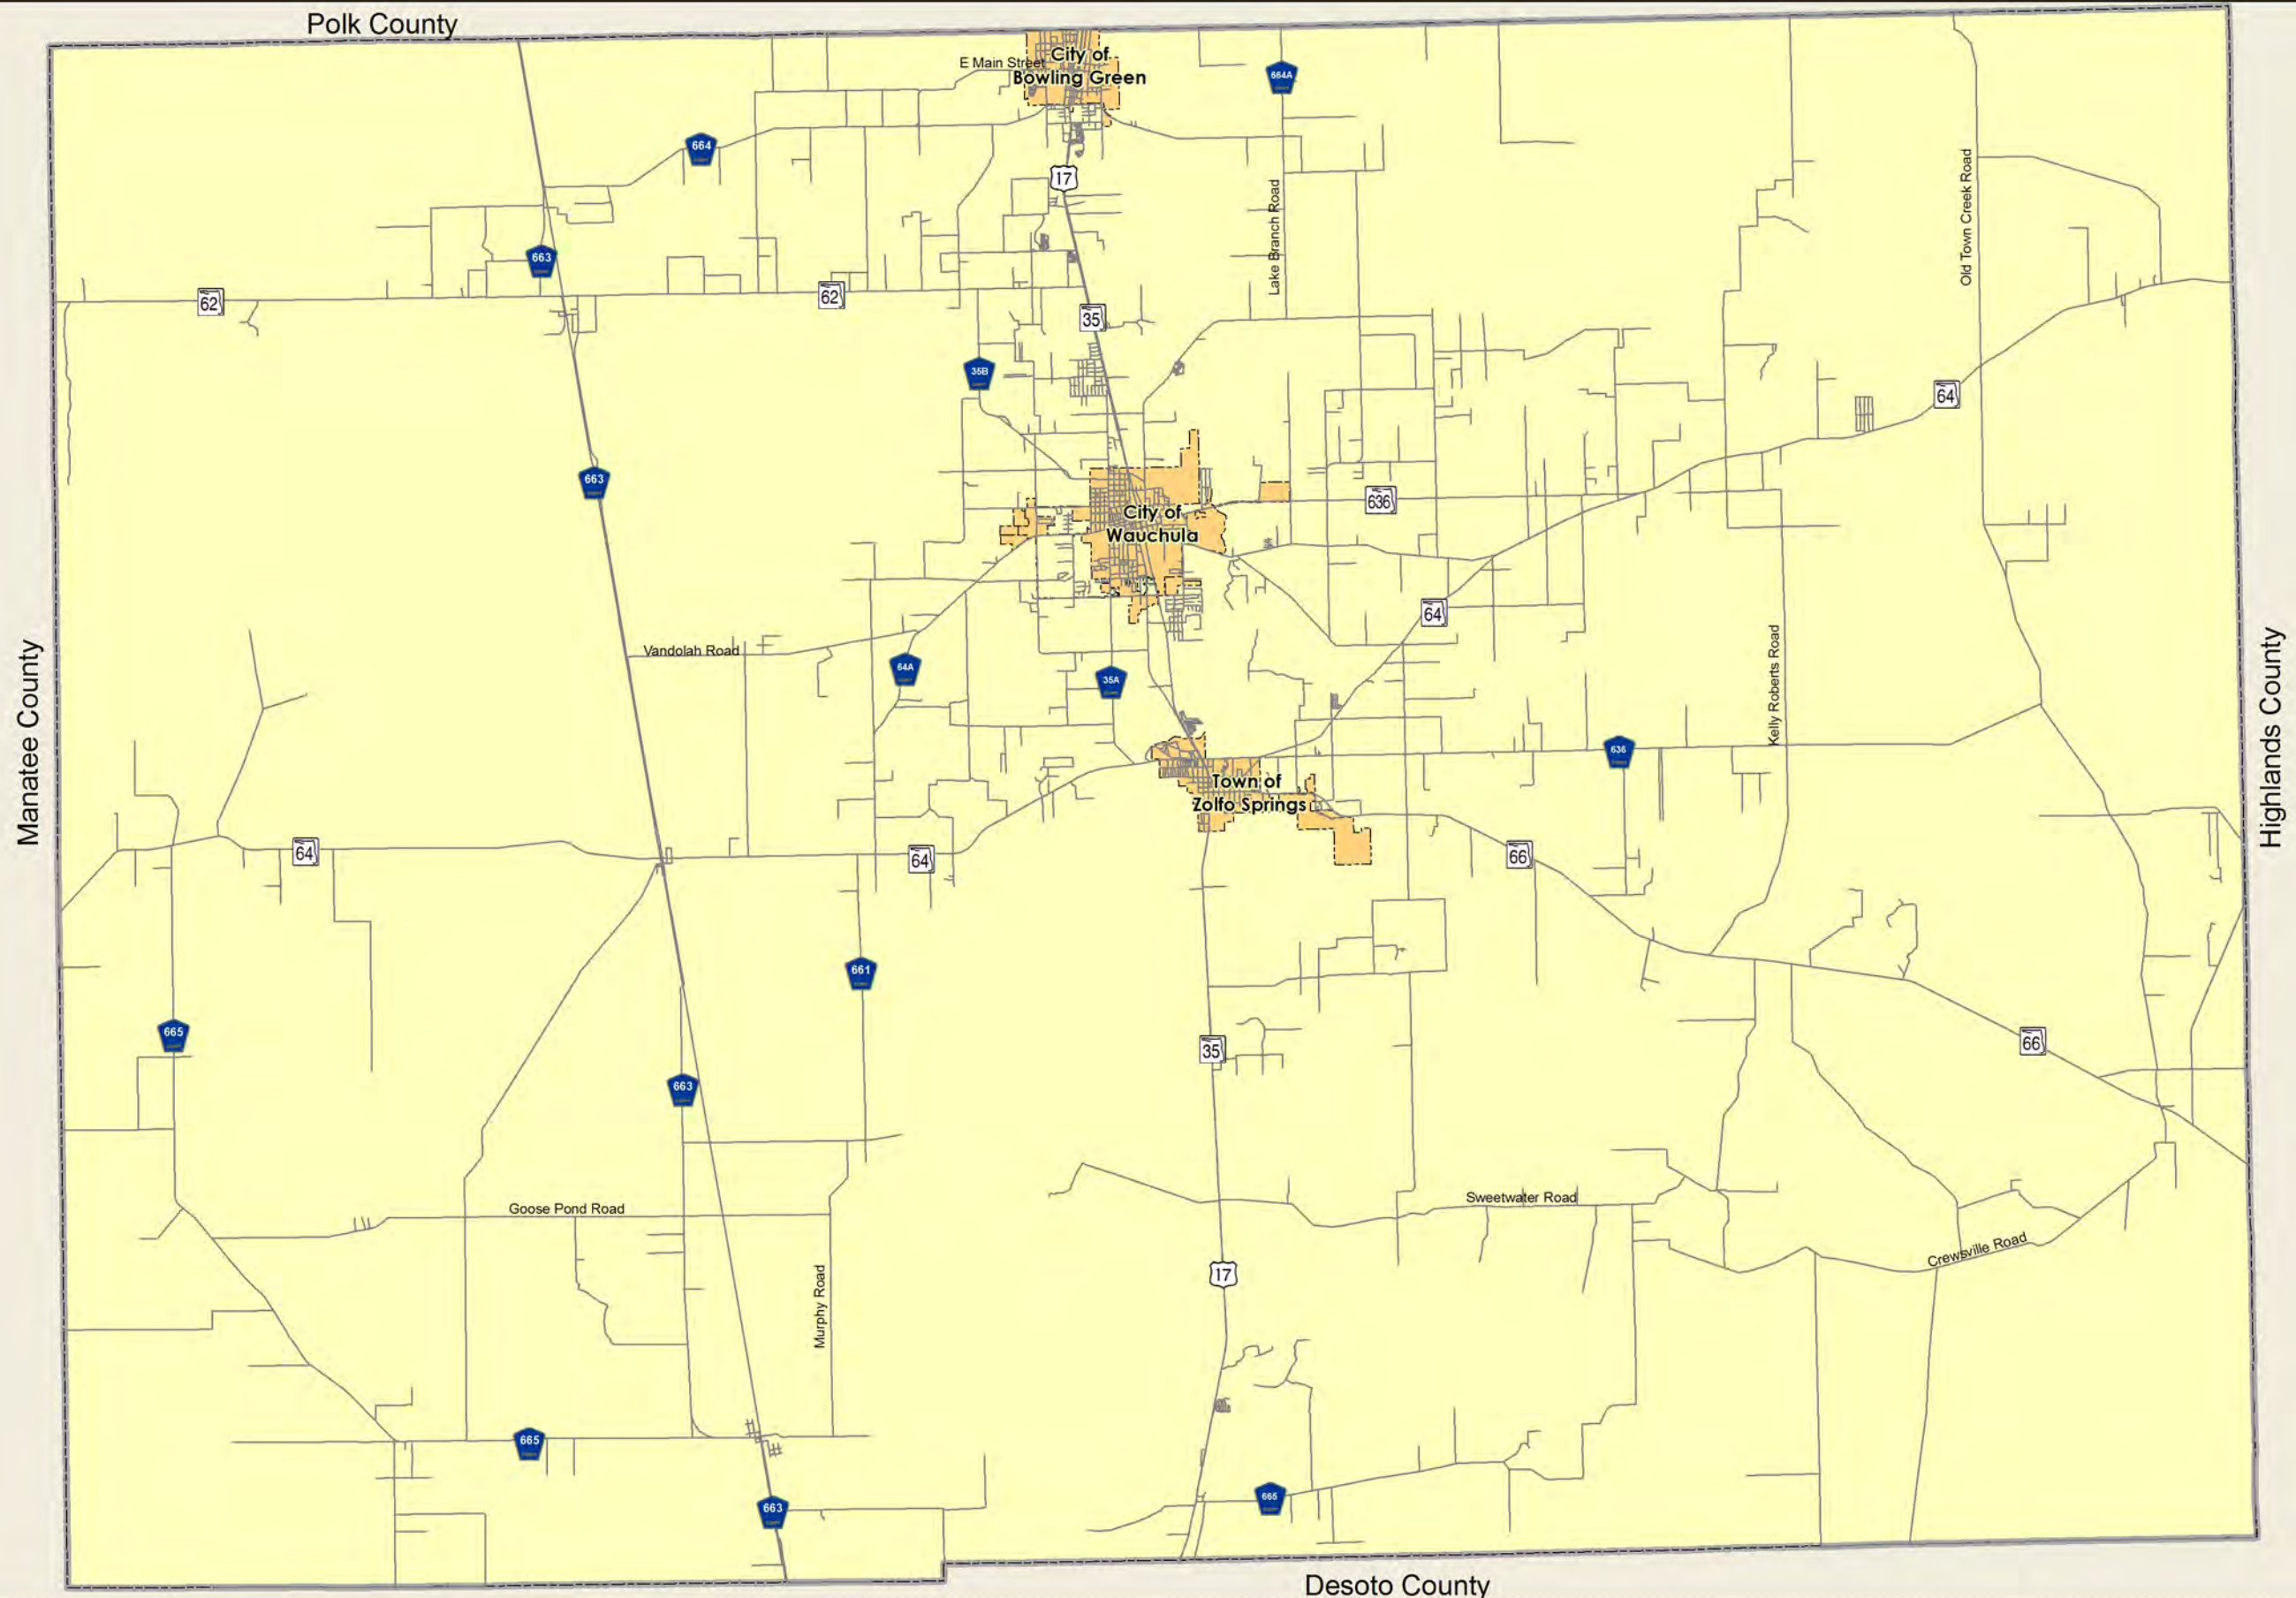 Polk County
E Main Street
City of
Bowling Green
664A
664
17
Lake Branch Road
Old Town Creek Road
663
62
62
35
35B
64
663
636
City of
Wauchula
64
Vandolah Road
64A
35A
Kelly Roberts Road
Manatee County
Highlands County
636
Town of
Zolfo Springs
64
64
66
661
665
35
66
663
Sweetwater Road
Goose Pond Road
Crewsville Road
17
Murphy Road
665
665
663
Desoto County